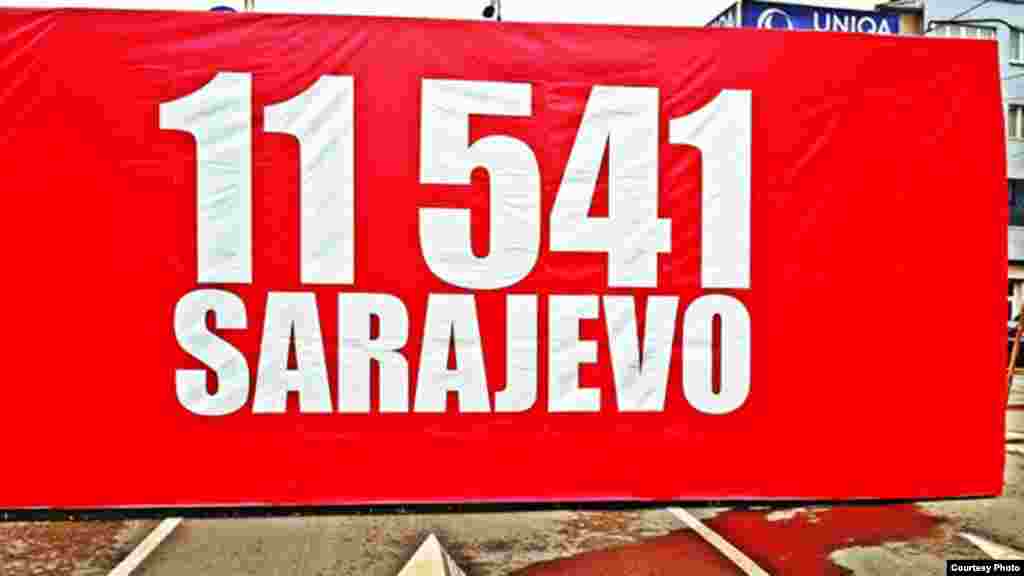 UNIQA
11 541
SARAJEVO
Courtesy Photo